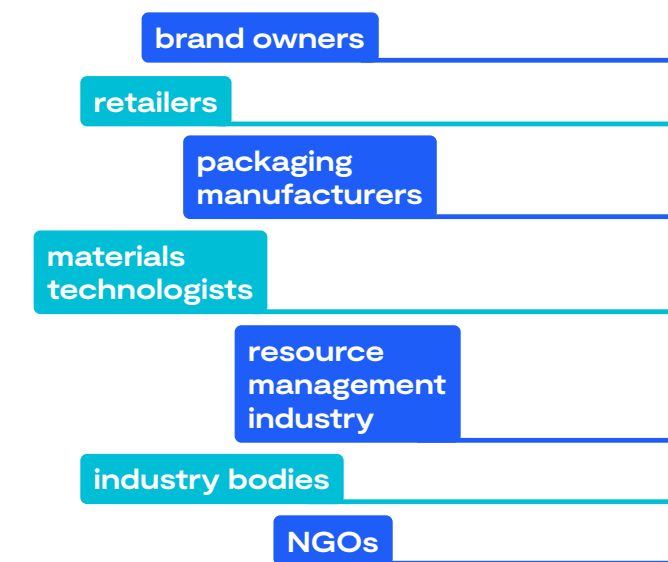 brand owners
retailers
packaging
manufacturers
materials
technologists
resource
management
industry
industry bodies
NGOs